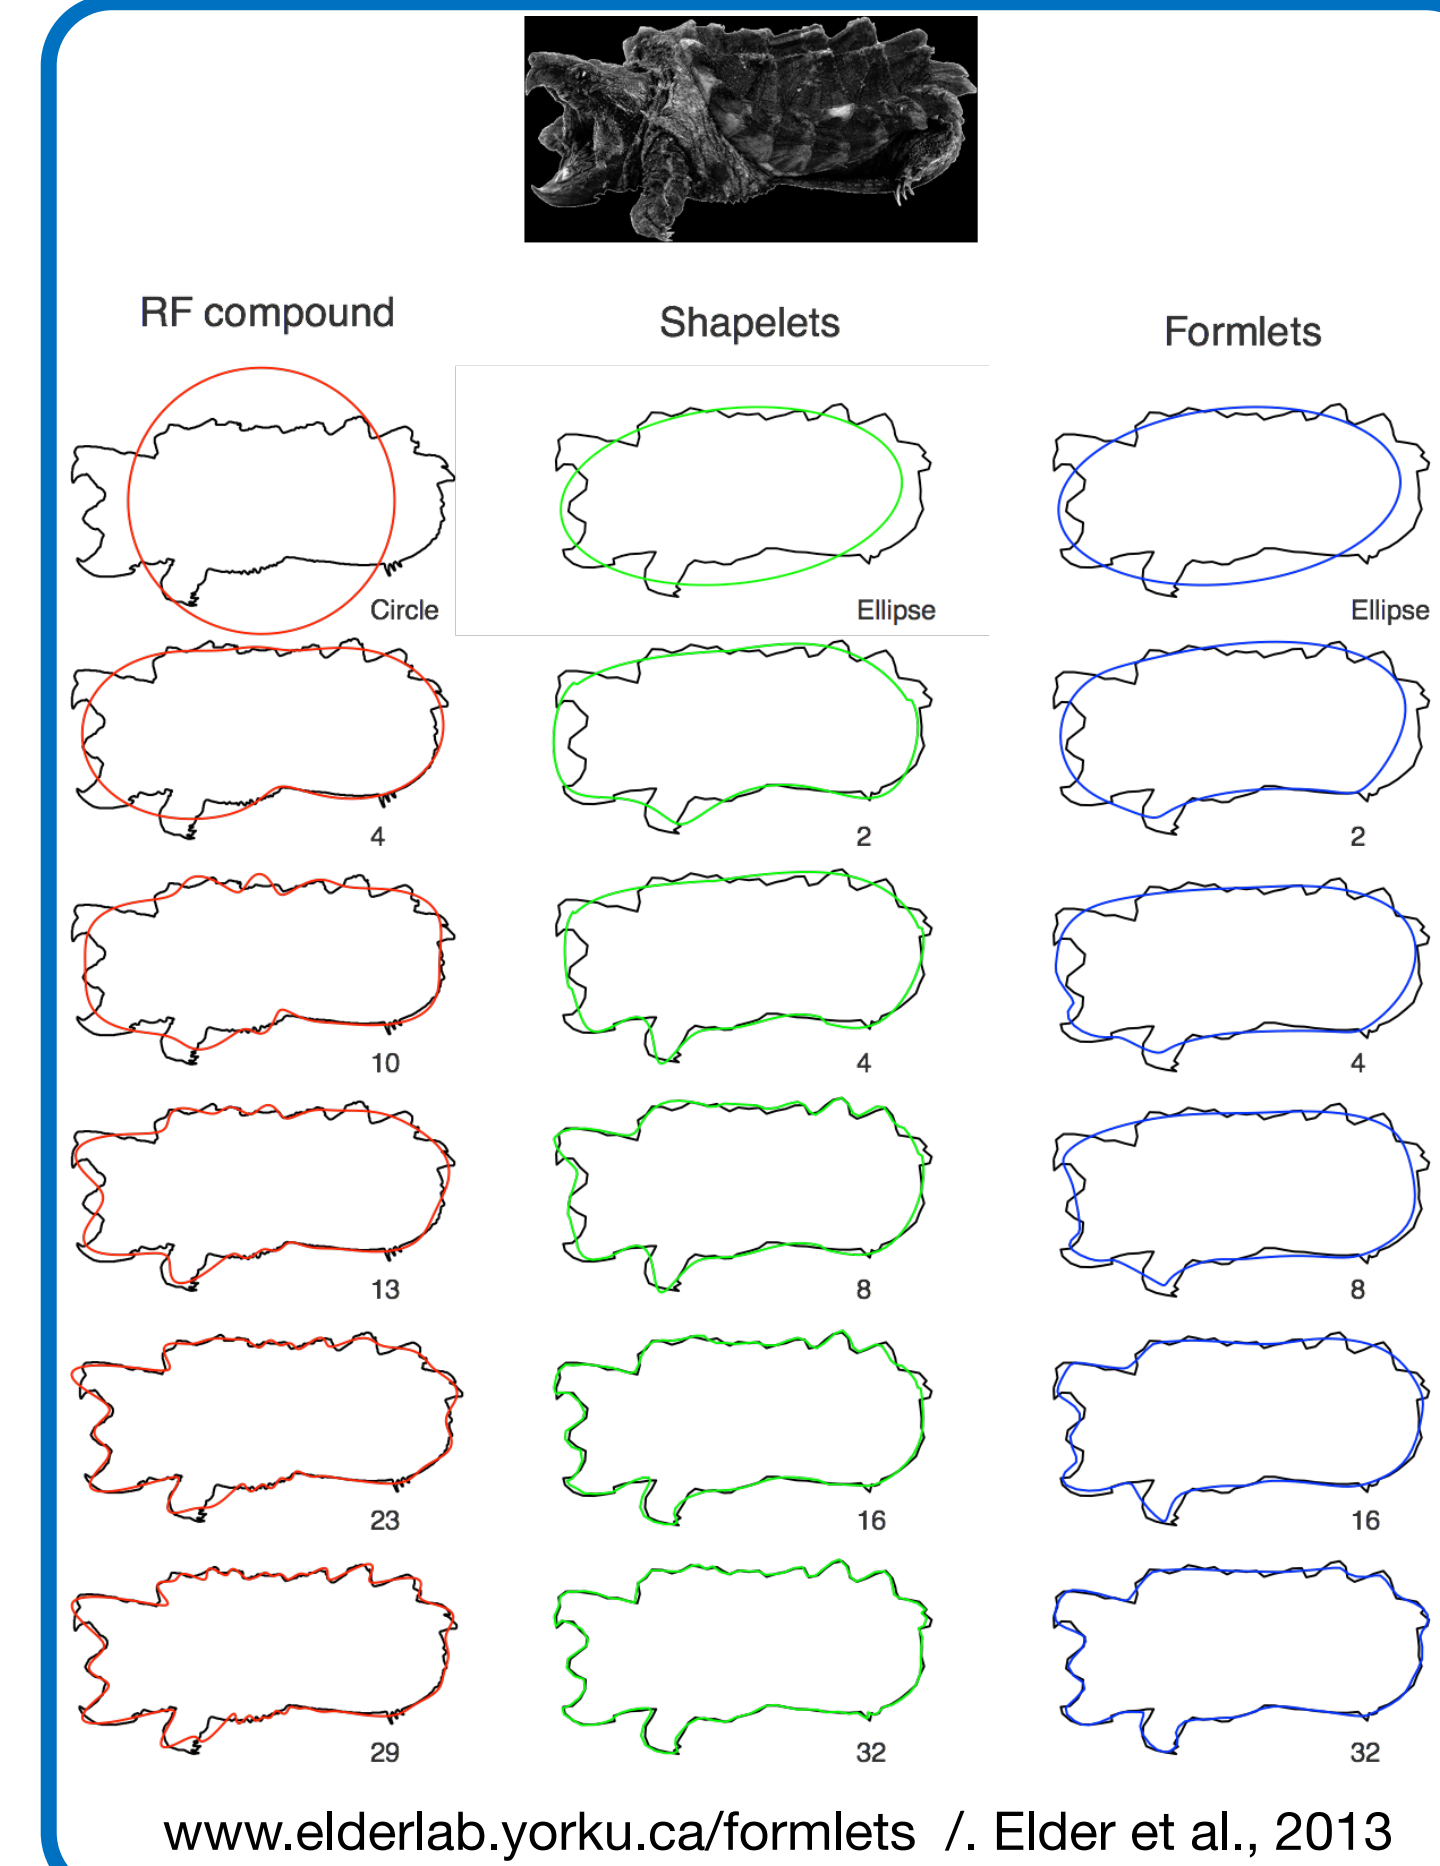 RF compound
Shapelets
Formlets
Circle
Ellipse
Ellipse
4
2
2
10
4
4
13
8
8
23
16
16
29
32
32
www.elderlab.yorku.ca/formlets /. Elder et al., 2013